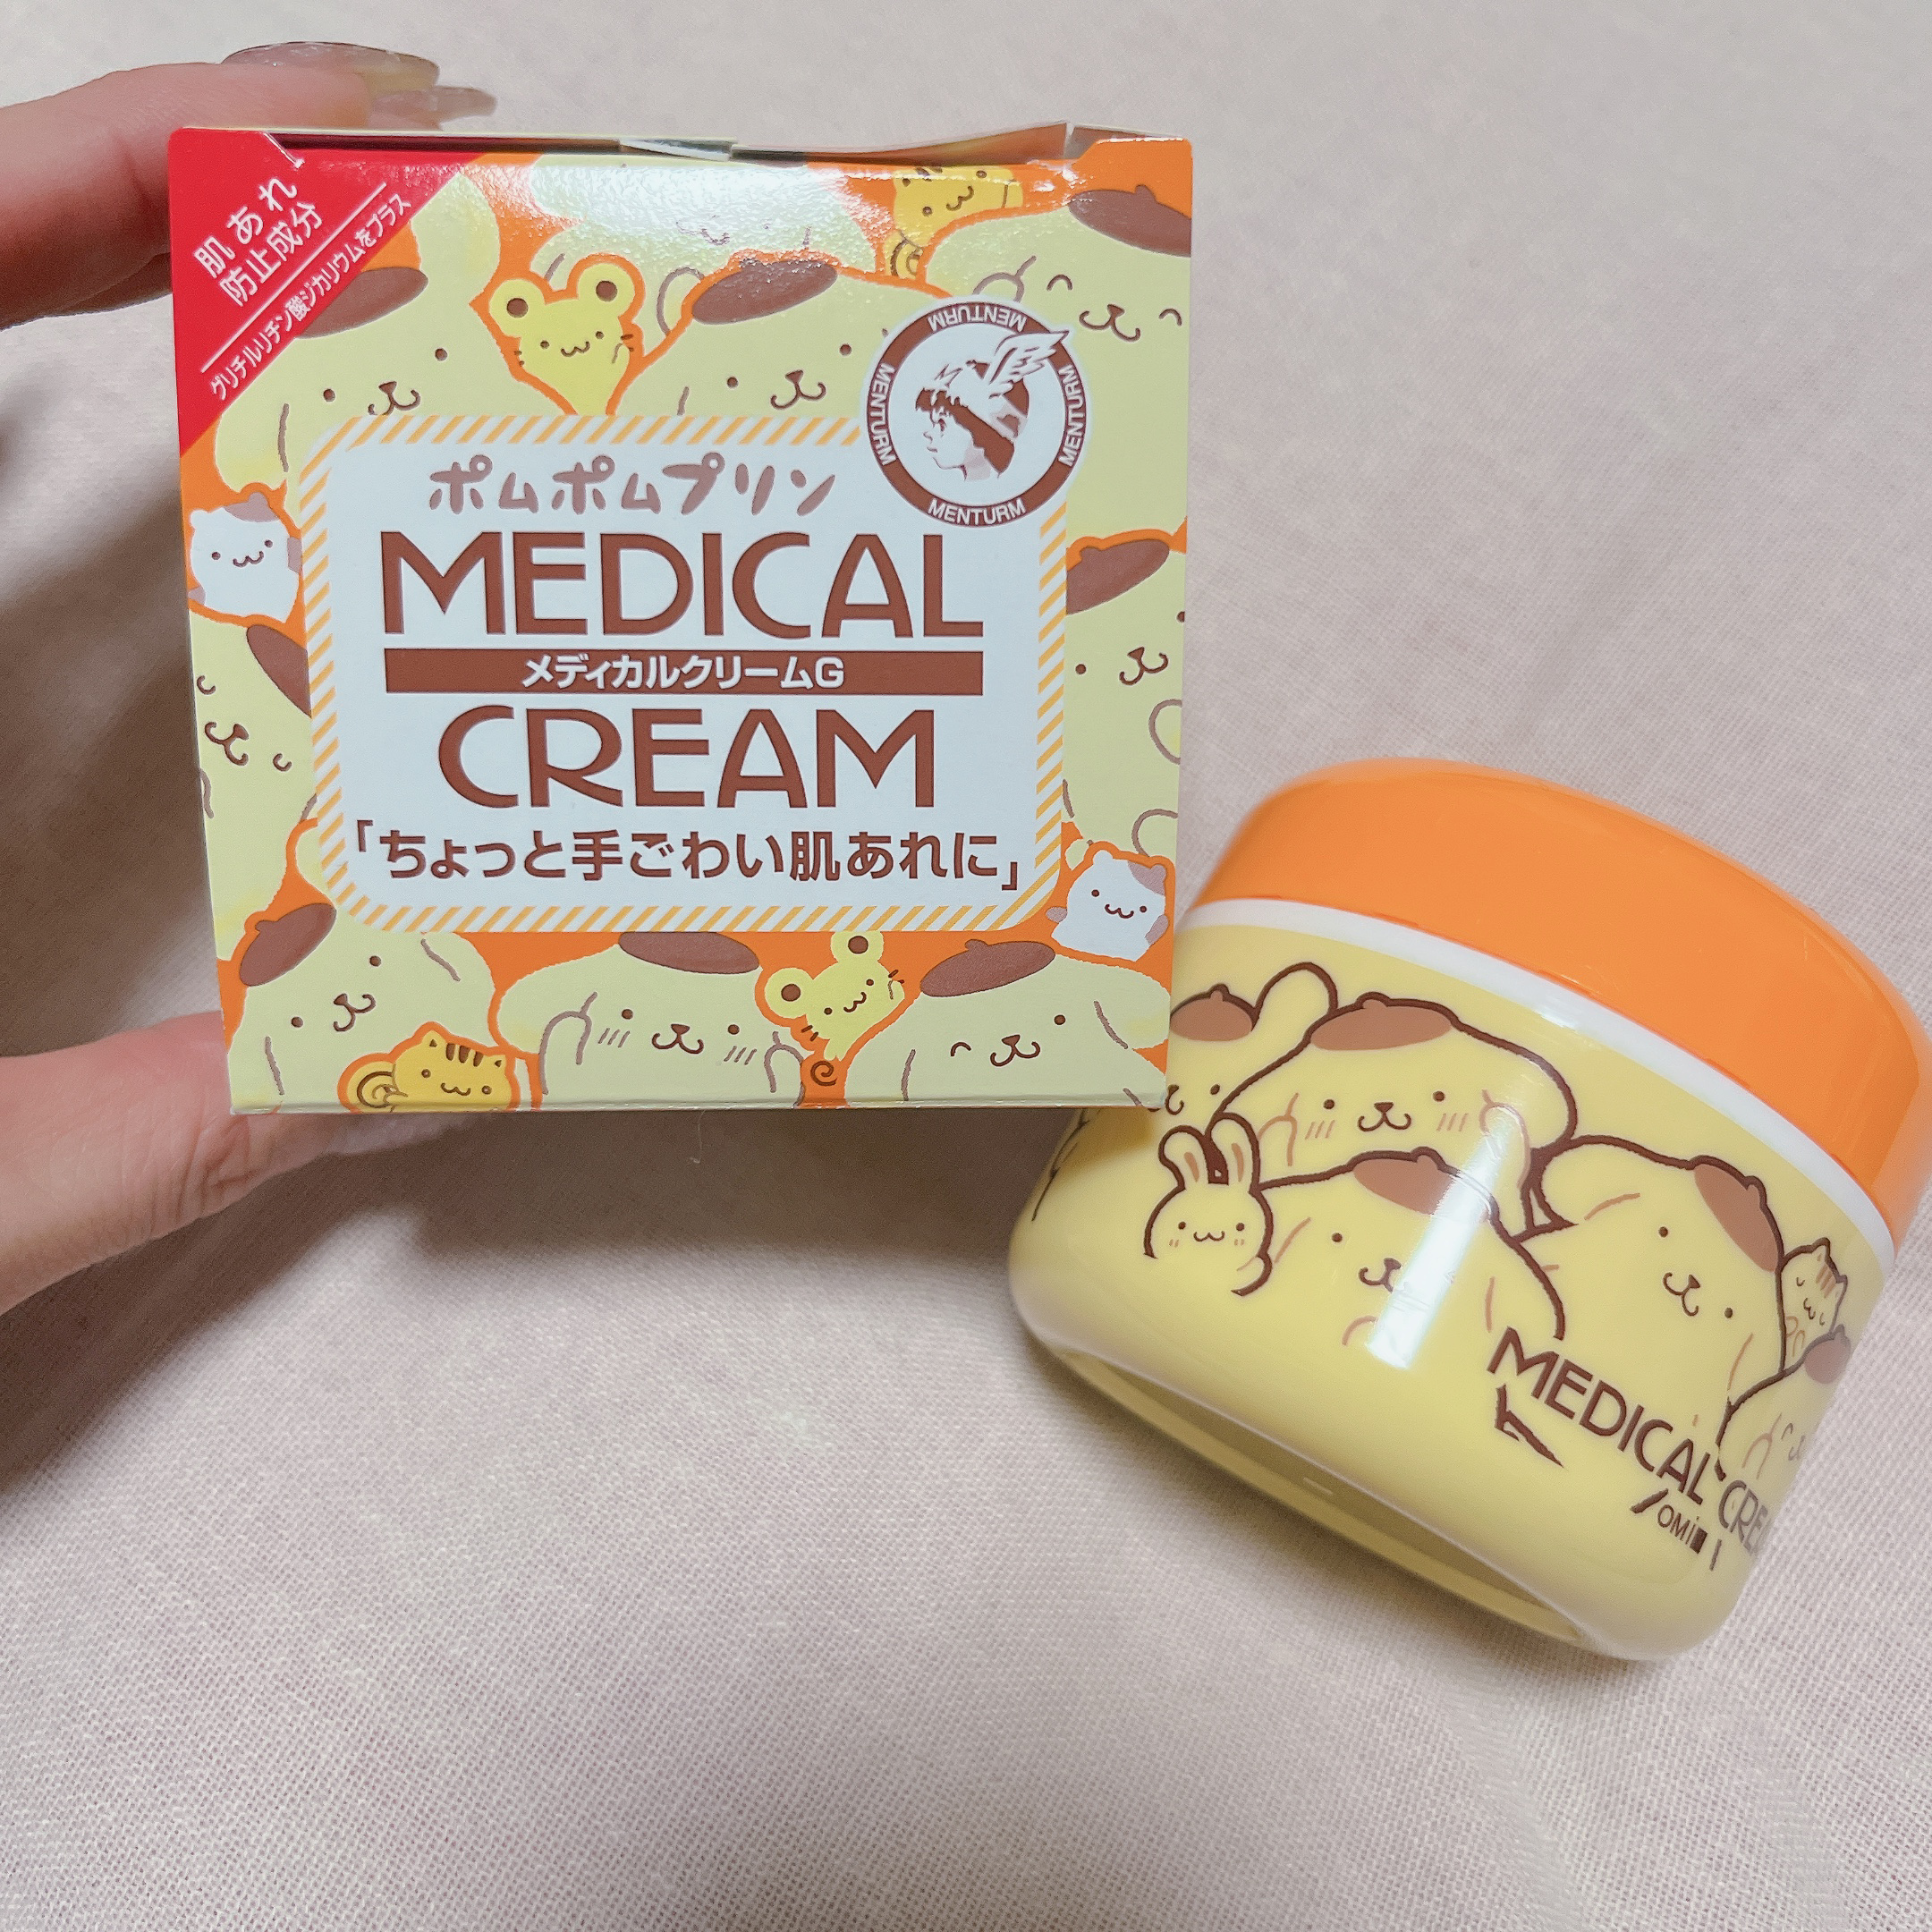 肌あれ
防止成分
グリチルリチン酸ジカリウムをプラス
MENTURM
MENTURM
MENTURM
MENTURM
ポムポムプリン
MEDICAL
メディカルクリームG
CREAM
「ちょっと手ごわい肌あれに」
MEDICAL CREA